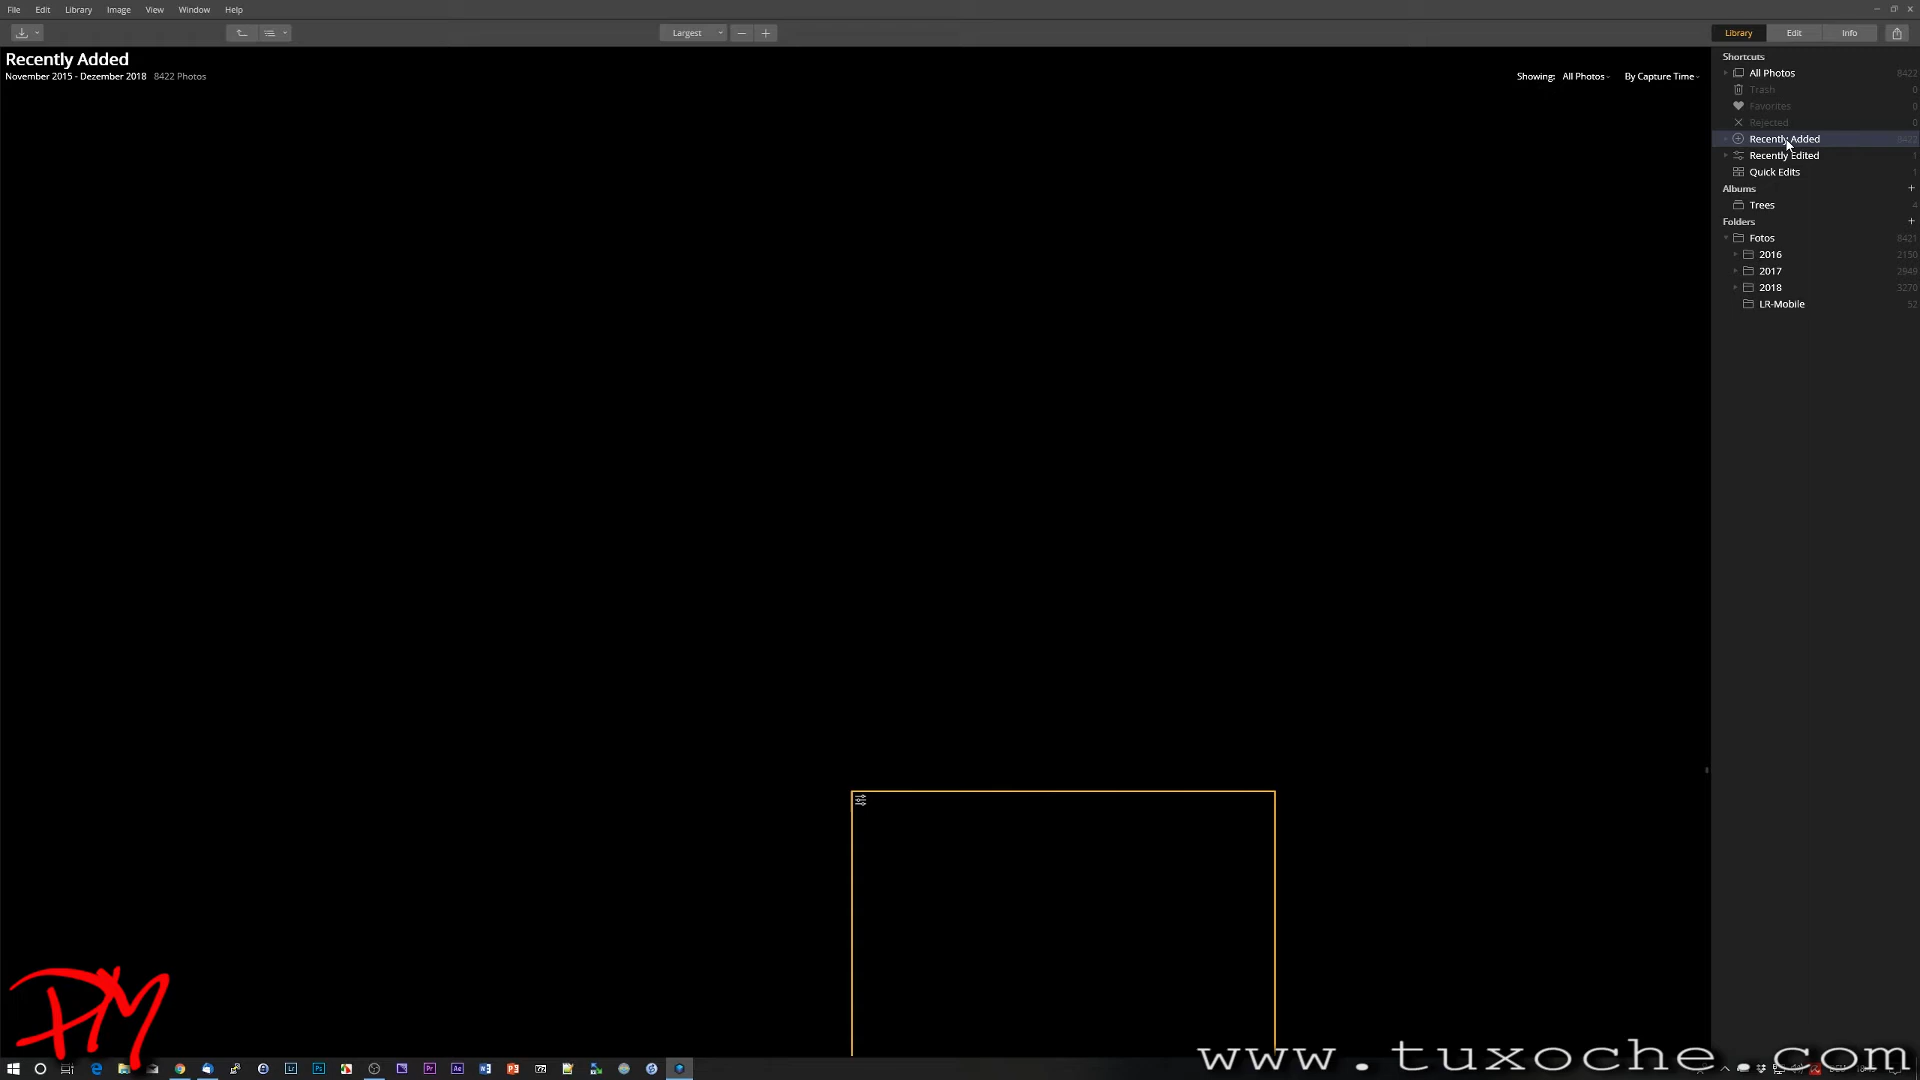 File Edit Library Image View Window Help
Largest
Library Edit Info
Recently Added
November 2015 - Dezember 2018 8422 Photos
Showing: All Photos By Capture Time
Shortcuts
All Photos 8422
Trash 0
Favorites 0
Rejected 0
Recently Added 8422
Recently Edited 1
Quick Edits 1
Albums
Trees 4
Folders
Fotos 8421
2016 2150
2017 2949
2018 3270
LR-Mobile 52
PM
www.tuxoche.com